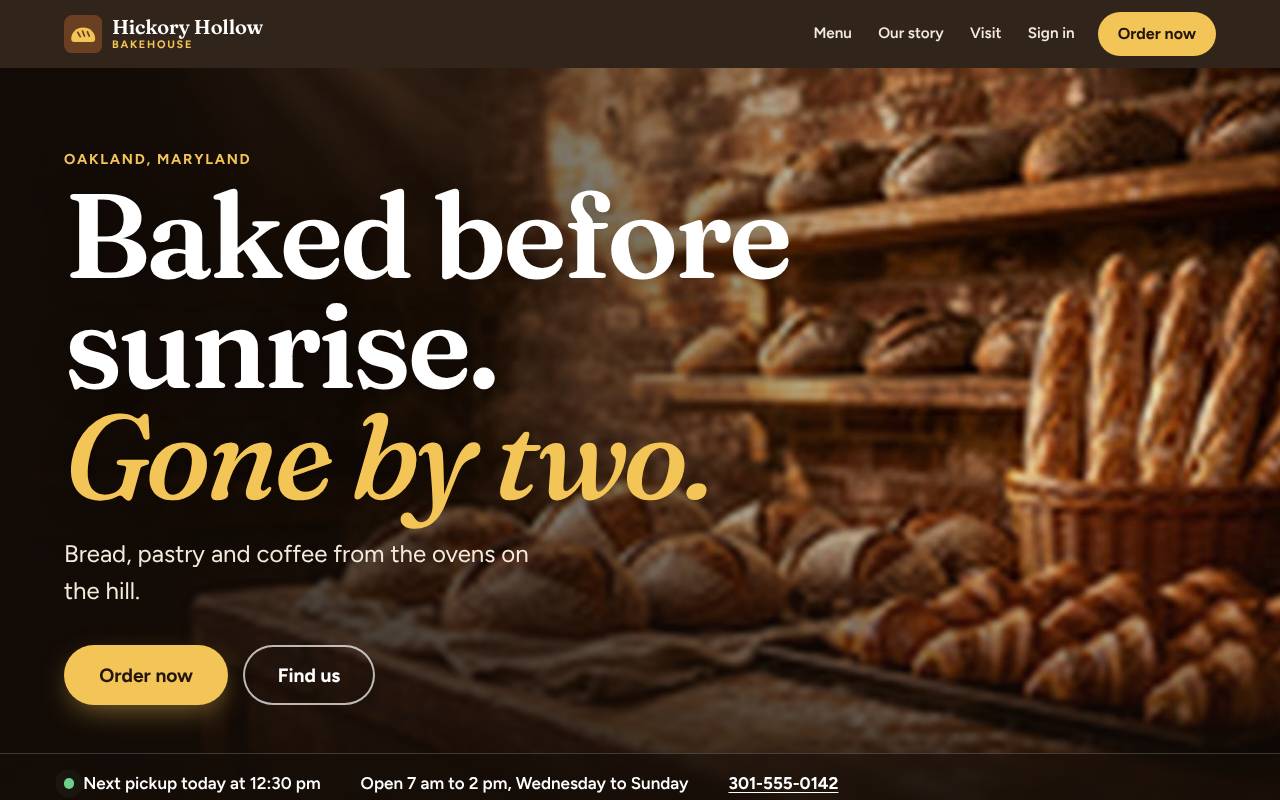 Hickory Hollow
BAKEHOUSE
Menu
Our story
Visit
Sign in
Order now
OAKLAND, MARYLAND
Baked before
sunrise.
Gone by two.
Bread, pastry and coffee from the ovens on
the hill.
Order now
Find us
Next pickup today at 12:30 pm
Open 7 am to 2 pm, Wednesday to Sunday
301-555-0142